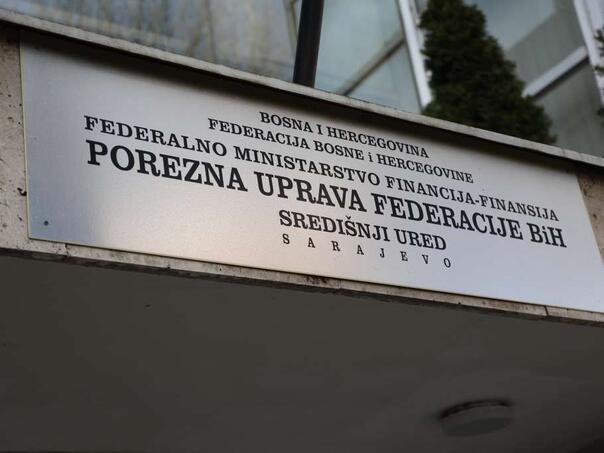 BOSNA I HERCEGOVINA
FEDERACIJA BOSNE i HERCEGOVINE
FEDERALNO MINISTARSTVO FINANCIJA-FINANSIJA
POREZNA UPRAVA FEDERACIJE BiH
SREDIŠNJI URED
SARAJEVO